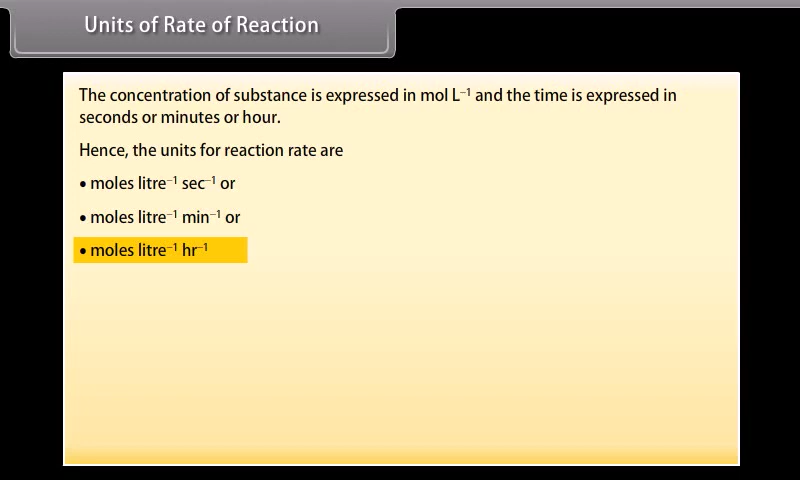 Units of Rate of Reaction
The concentration of substance is expressed in mol L⁻¹ and the time is expressed in
seconds or minutes or hour.
Hence, the units for reaction rate are
• moles litre⁻¹ sec⁻¹ or
• moles litre⁻¹ min⁻¹ or
• moles litre⁻¹ hr⁻¹